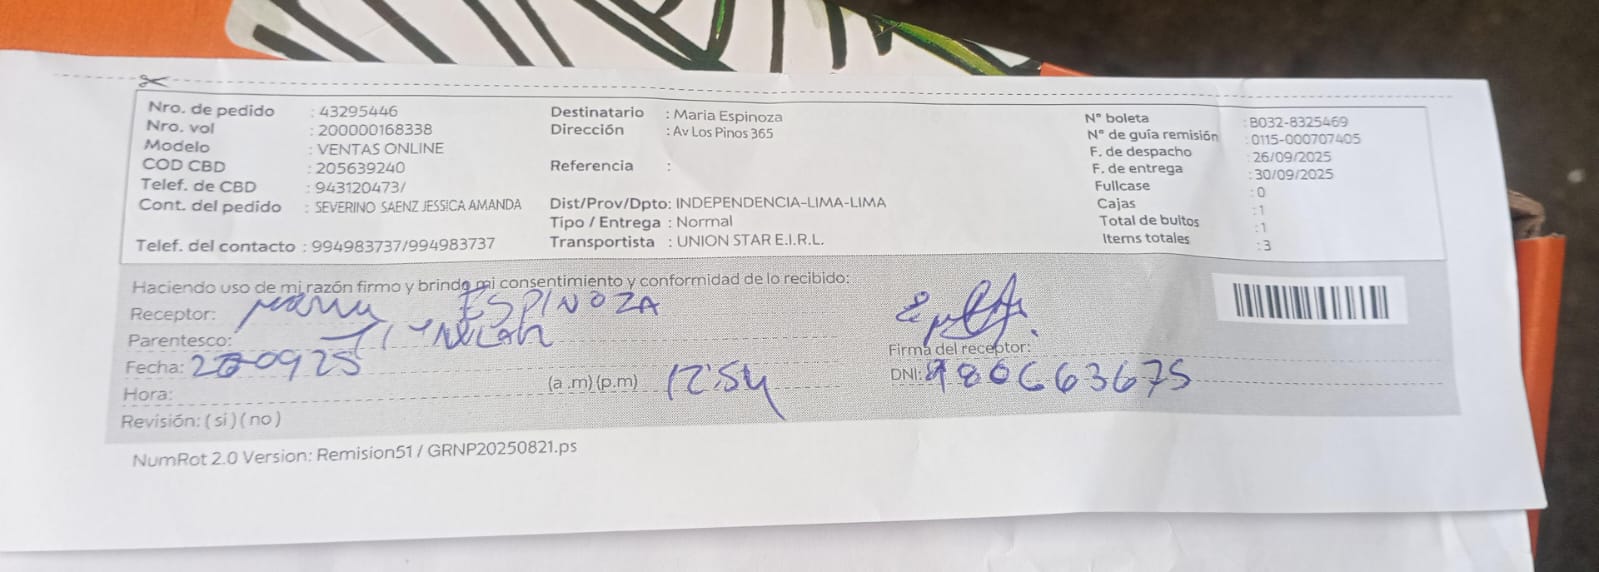 Nro. de pedido : 43295446
Nro. vol : 200000168338
Modelo : VENTAS ONLINE
COD CBD : 205639240
Telef. de CBD : 943120473/
Cont. del pedido : SEVERINO SAENZ JESSICA AMANDA
Telef. del contacto : 994983737/994983737
Destinatario : Maria Espinoza
Dirección : Av Los Pinos 365
Referencia :
Dist/Prov/Dpto: INDEPENDENCIA-LIMA-LIMA
Tipo / Entrega : Normal
Transportista : UNION STAR E.I.R.L.
N° boleta : B032-8325469
N° de guía remisión : 0115-000707405
F. de despacho : 26/09/2025
F. de entrega : 30/09/2025
Fullcase : 0
Cajas : 1
Total de bultos : 1
Items totales : 3
Haciendo uso de mi razón firmo y brindo mi consentimiento y conformidad de lo recibido:
Receptor: ESPINOZA
Parentesco:
Fecha:
Hora: (a .m) (p.m) 12:54
Revisión: ( si ) ( no )
Firma del receptor:
DNI: 980663675
NumRot 2.0 Version: Remision51 / GRNP20250821.ps